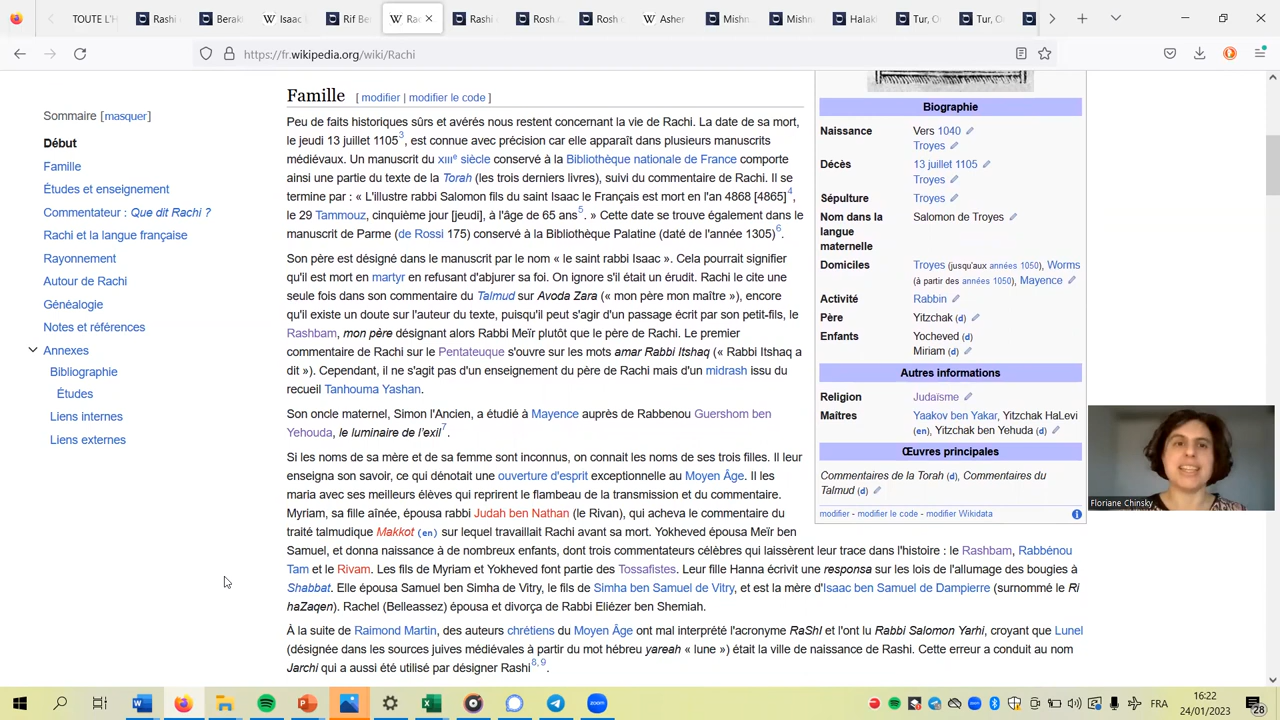 TOUTE L'H
Rashi
Berak
Isaac
Rif Be
Rac
Rashi
Rosh
Rosh
Asher
Mishn
Mishn
Halak
Tur, O
Tur, O
https://fr.wikipedia.org/wiki/Rachi
Sommaire [masquer]
Début
Famille
Études et enseignement
Commentateur : Que dit Rachi ?
Rachi et la langue française
Rayonnement
Autour de Rachi
Généalogie
Notes et références
Annexes
Bibliographie
Études
Liens internes
Liens externes
Famille [ modifier | modifier le code ]
Peu de faits historiques sûrs et avérés nous restent concernant la vie de Rachi. La date de sa mort,
le jeudi 13 juillet 1105³, est connue avec précision car elle apparaît dans plusieurs manuscrits
médiévaux. Un manuscrit du XIIIe siècle conservé à la Bibliothèque nationale de France comporte
ainsi une partie du texte de la Torah (les trois derniers livres), suivi du commentaire de Rachi. Il se
termine par : « L'illustre rabbi Salomon fils du saint Isaac le Français est mort en l'an 4868 [4865]⁴,
le 29 Tammouz, cinquième jour [jeudi], à l'âge de 65 ans⁵. » Cette date se trouve également dans le
manuscrit de Parme (de Rossi 175) conservé à la Bibliothèque Palatine (daté de l'année 1305)⁶.
Son père est désigné dans le manuscrit par le nom « le saint rabbi Isaac ». Cela pourrait signifier
qu'il est mort en martyr en refusant d'abjurer sa foi. On ignore s'il était un érudit. Rachi le cite une
seule fois dans son commentaire du Talmud sur Avoda Zara (« mon père mon maître »), encore
qu'il existe un doute sur l'auteur du texte, puisqu'il peut s'agir d'un passage écrit par son petit-fils, le
Rashbam, mon père désignant alors Rabbi Meïr plutôt que le père de Rachi. Le premier
commentaire de Rachi sur le Pentateuque s'ouvre sur les mots amar Rabbi Itshaq (« Rabbi Itshaq a
dit »). Cependant, il ne s'agit pas d'un enseignement du père de Rachi mais d'un midrash issu du
recueil Tanhouma Yashan.
Son oncle maternel, Simon l'Ancien, a étudié à Mayence auprès de Rabbenou Guershom ben
Yehouda, le luminaire de l'exil⁷.
Si les noms de sa mère et de sa femme sont inconnus, on connait les noms de ses trois filles. Il leur
enseigna son savoir, ce qui dénotait une ouverture d'esprit exceptionnelle au Moyen Âge. Il les
maria avec ses meilleurs élèves qui reprirent le flambeau de la transmission et du commentaire.
Myriam, sa fille aînée, épousa rabbi Judah ben Nathan (le Rivan), qui acheva le commentaire du
traité talmudique Makkot (en) sur lequel travaillait Rachi avant sa mort. Yokheved épousa Meïr ben
Samuel, et donna naissance à de nombreux enfants, dont trois commentateurs célèbres qui laissèrent leur trace dans l'histoire : le Rashbam, Rabbénou
Tam et le Rivam. Les fils de Myriam et Yokheved font partie des Tossafistes. Leur fille Hanna écrivit une responsa sur les lois de l'allumage des bougies à
Shabbat. Elle épousa Samuel ben Simha de Vitry, le fils de Simha ben Samuel de Vitry, et est la mère d'Isaac ben Samuel de Dampierre (surnommé le Ri
haZaqen). Rachel (Belleassez) épousa et divorça de Rabbi Eliézer ben Shemiah.
À la suite de Raimond Martin, des auteurs chrétiens du Moyen Âge ont mal interprété l'acronyme RaShI et l'ont lu Rabbi Salomon Yarhi, croyant que Lunel
(désignée dans les sources juives médiévales à partir du mot hébreu yareah « lune ») était la ville de naissance de Rashi. Cette erreur a conduit au nom
Jarchi qui a aussi été utilisé par désigner Rashi⁸,⁹.
Biographie
Naissance Vers 1040
Troyes
Décès 13 juillet 1105
Troyes
Sépulture Troyes
Nom dans la langue maternelle Salomon de Troyes
Domiciles Troyes (jusqu'aux années 1050), Worms
(à partir des années 1050), Mayence
Activité Rabbin
Père Yitzchak (d)
Enfants Yocheved (d)
Miriam (d)
Autres informations
Religion Judaïsme
Maîtres Yaakov ben Yakar, Yitzchak HaLevi
(en), Yitzchak ben Yehuda (d)
Œuvres principales
Commentaires de la Torah (d), Commentaires du
Talmud (d)
modifier - modifier le code - modifier Wikidata
Floriane Chinsky
FRA
16:22
24/01/2023
28